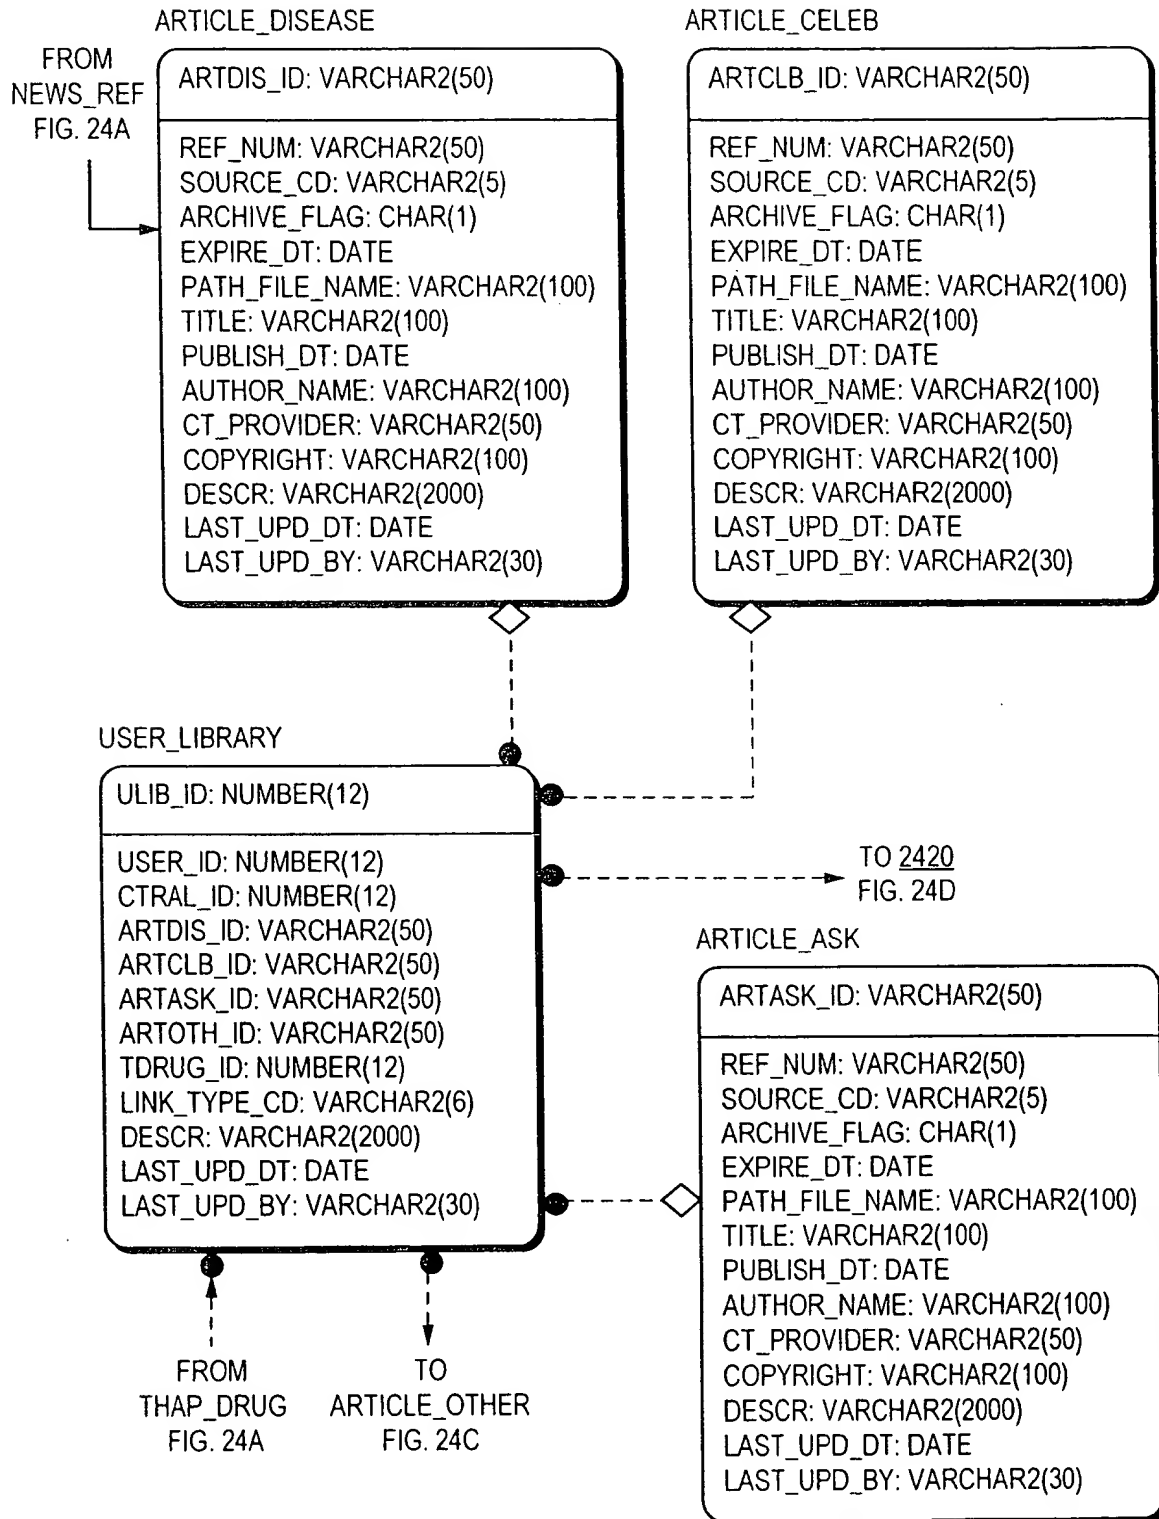 ARTICLE_DISEASE
FROM
NEWS_REF
FIG. 24A
ARTDIS_ID: VARCHAR2(50)
REF_NUM: VARCHAR2(50)
SOURCE_CD: VARCHAR2(5)
ARCHIVE_FLAG: CHAR(1)
EXPIRE_DT: DATE
PATH_FILE_NAME: VARCHAR2(100)
TITLE: VARCHAR2(100)
PUBLISH_DT: DATE
AUTHOR_NAME: VARCHAR2(100)
CT_PROVIDER: VARCHAR2(50)
COPYRIGHT: VARCHAR2(100)
DESCR: VARCHAR2(2000)
LAST_UPD_DT: DATE
LAST_UPD_BY: VARCHAR2(30)
ARTICLE_CELEB
ARTCLB_ID: VARCHAR2(50)
REF_NUM: VARCHAR2(50)
SOURCE_CD: VARCHAR2(5)
ARCHIVE_FLAG: CHAR(1)
EXPIRE_DT: DATE
PATH_FILE_NAME: VARCHAR2(100)
TITLE: VARCHAR2(100)
PUBLISH_DT: DATE
AUTHOR_NAME: VARCHAR2(100)
CT_PROVIDER: VARCHAR2(50)
COPYRIGHT: VARCHAR2(100)
DESCR: VARCHAR2(2000)
LAST_UPD_DT: DATE
LAST_UPD_BY: VARCHAR2(30)
USER_LIBRARY
ULIB_ID: NUMBER(12)
USER_ID: NUMBER(12)
CTRAL_ID: NUMBER(12)
ARTDIS_ID: VARCHAR2(50)
ARTCLB_ID: VARCHAR2(50)
ARTASK_ID: VARCHAR2(50)
ARTOTH_ID: VARCHAR2(50)
TDRUG_ID: NUMBER(12)
LINK_TYPE_CD: VARCHAR2(6)
DESCR: VARCHAR2(2000)
LAST_UPD_DT: DATE
LAST_UPD_BY: VARCHAR2(30)
TO 2420
FIG. 24D
ARTICLE_ASK
ARTASK_ID: VARCHAR2(50)
REF_NUM: VARCHAR2(50)
SOURCE_CD: VARCHAR2(5)
ARCHIVE_FLAG: CHAR(1)
EXPIRE_DT: DATE
PATH_FILE_NAME: VARCHAR2(100)
TITLE: VARCHAR2(100)
PUBLISH_DT: DATE
AUTHOR_NAME: VARCHAR2(100)
CT_PROVIDER: VARCHAR2(50)
COPYRIGHT: VARCHAR2(100)
DESCR: VARCHAR2(2000)
LAST_UPD_DT: DATE
LAST_UPD_BY: VARCHAR2(30)
FROM
THAP_DRUG
FIG. 24A
TO
ARTICLE_OTHER
FIG. 24C